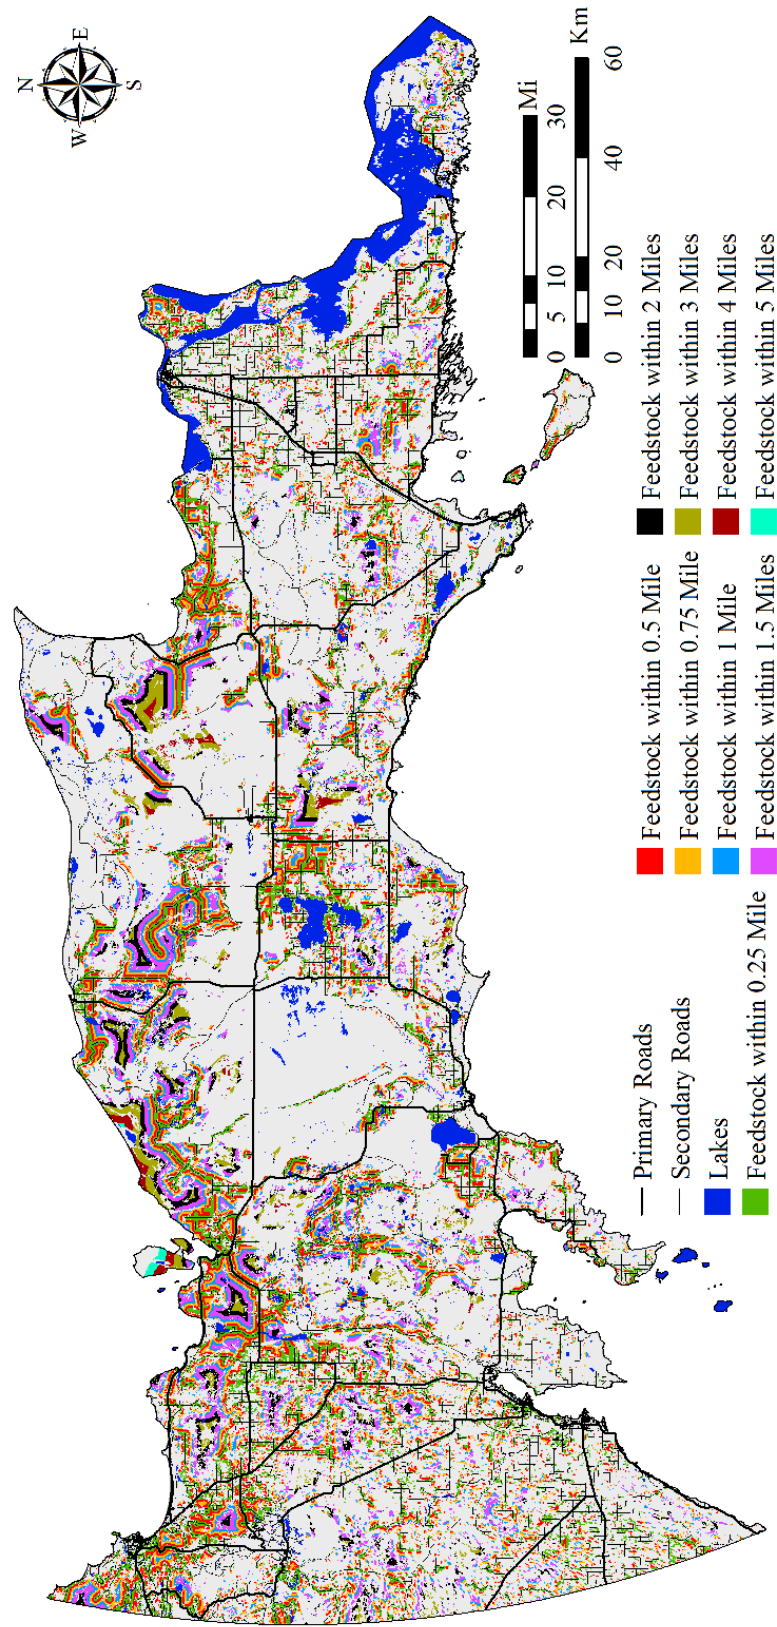 N
W E
S
Mi
0 5 10 20 30
Km
0 10 20 40 60
Primary Roads
Secondary Roads
Lakes
Feedstock within 0.25 Mile
Feedstock within 0.5 Mile
Feedstock within 0.75 Mile
Feedstock within 1 Mile
Feedstock within 1.5 Miles
Feedstock within 2 Miles
Feedstock within 3 Miles
Feedstock within 4 Miles
Feedstock within 5 Miles